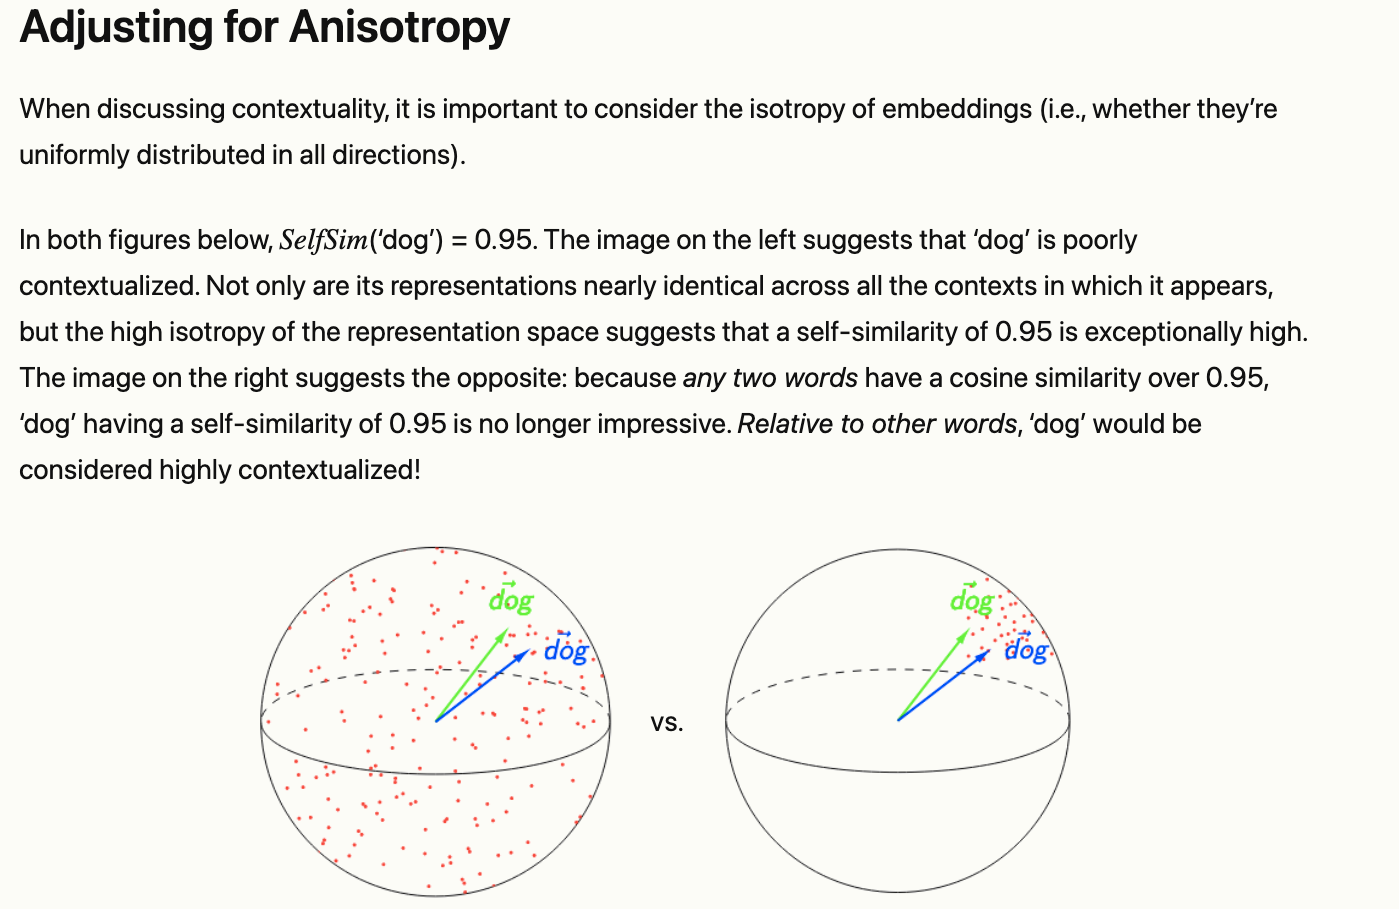 Adjusting for Anisotropy
When discussing contextuality, it is important to consider the isotropy of embeddings (i.e., whether they’re
uniformly distributed in all directions).
In both figures below, SelfSim(‘dog’) = 0.95. The image on the left suggests that ‘dog’ is poorly
contextualized. Not only are its representations nearly identical across all the contexts in which it appears,
but the high isotropy of the representation space suggests that a self-similarity of 0.95 is exceptionally high.
The image on the right suggests the opposite: because any two words have a cosine similarity over 0.95,
‘dog’ having a self-similarity of 0.95 is no longer impressive. Relative to other words, ‘dog’ would be
considered highly contextualized!
dog
dog
vs.
dog
dog